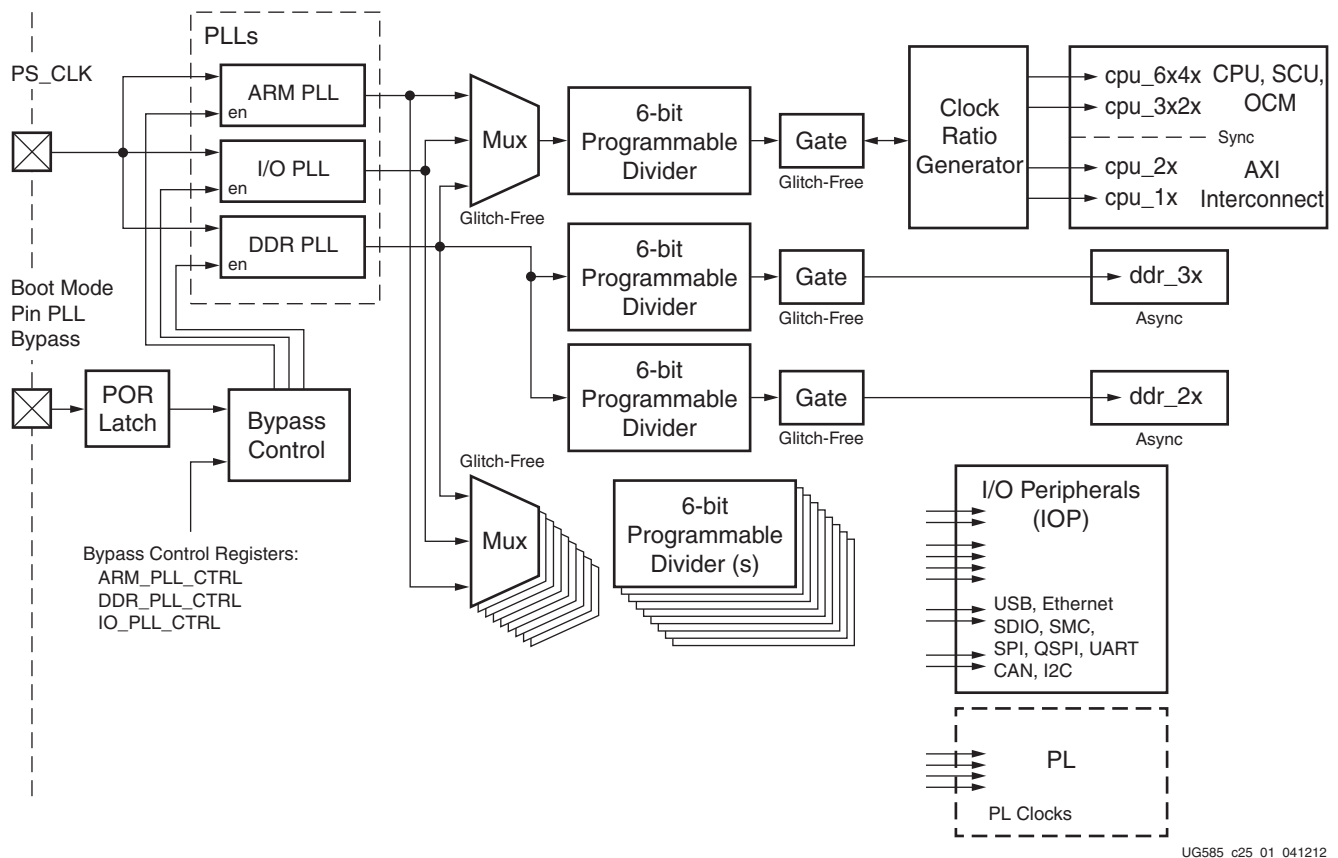 PLLs
PS_CLK
ARM PLL
en
I/O PLL
en
DDR PLL
en
Mux
Glitch-Free
6-bit
Programmable
Divider
Gate
Glitch-Free
Clock
Ratio
Generator
cpu_6x4x
cpu_3x2x
CPU, SCU,
OCM
Sync
cpu_2x
cpu_1x
AXI
Interconnect
6-bit
Programmable
Divider
Gate
Glitch-Free
ddr_3x
Async
Boot Mode
Pin PLL
Bypass
POR
Latch
Bypass
Control
6-bit
Programmable
Divider
Gate
Glitch-Free
ddr_2x
Async
Bypass Control Registers:
ARM_PLL_CTRL
DDR_PLL_CTRL
IO_PLL_CTRL
Glitch-Free
Mux
6-bit
Programmable
Divider (s)
I/O Peripherals
(IOP)
USB, Ethernet
SDIO, SMC,
SPI, QSPI, UART
CAN, I2C
PL
PL Clocks
UG585_c25_01_041212